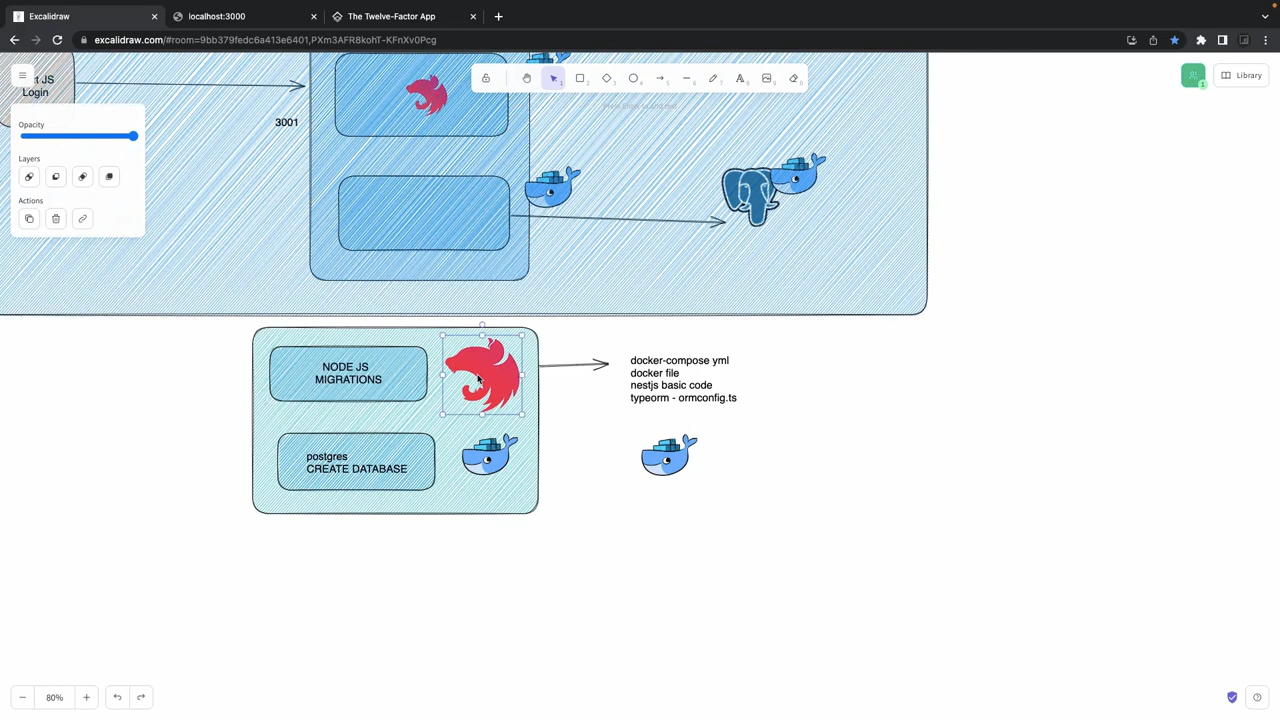 Excalidraw
localhost:3000
The Twelve-Factor App
excalidraw.com/#room=9bb379fedc6a413e6401,PXm3AFR8kohT-KFnXv0Pcg
JS
Login
Library
3001
Opacity
Layers
Actions
NODE JS
MIGRATIONS
postgres
CREATE DATABASE
docker-compose yml
docker file
nestjs basic code
typeorm - ormconfig.ts
80%